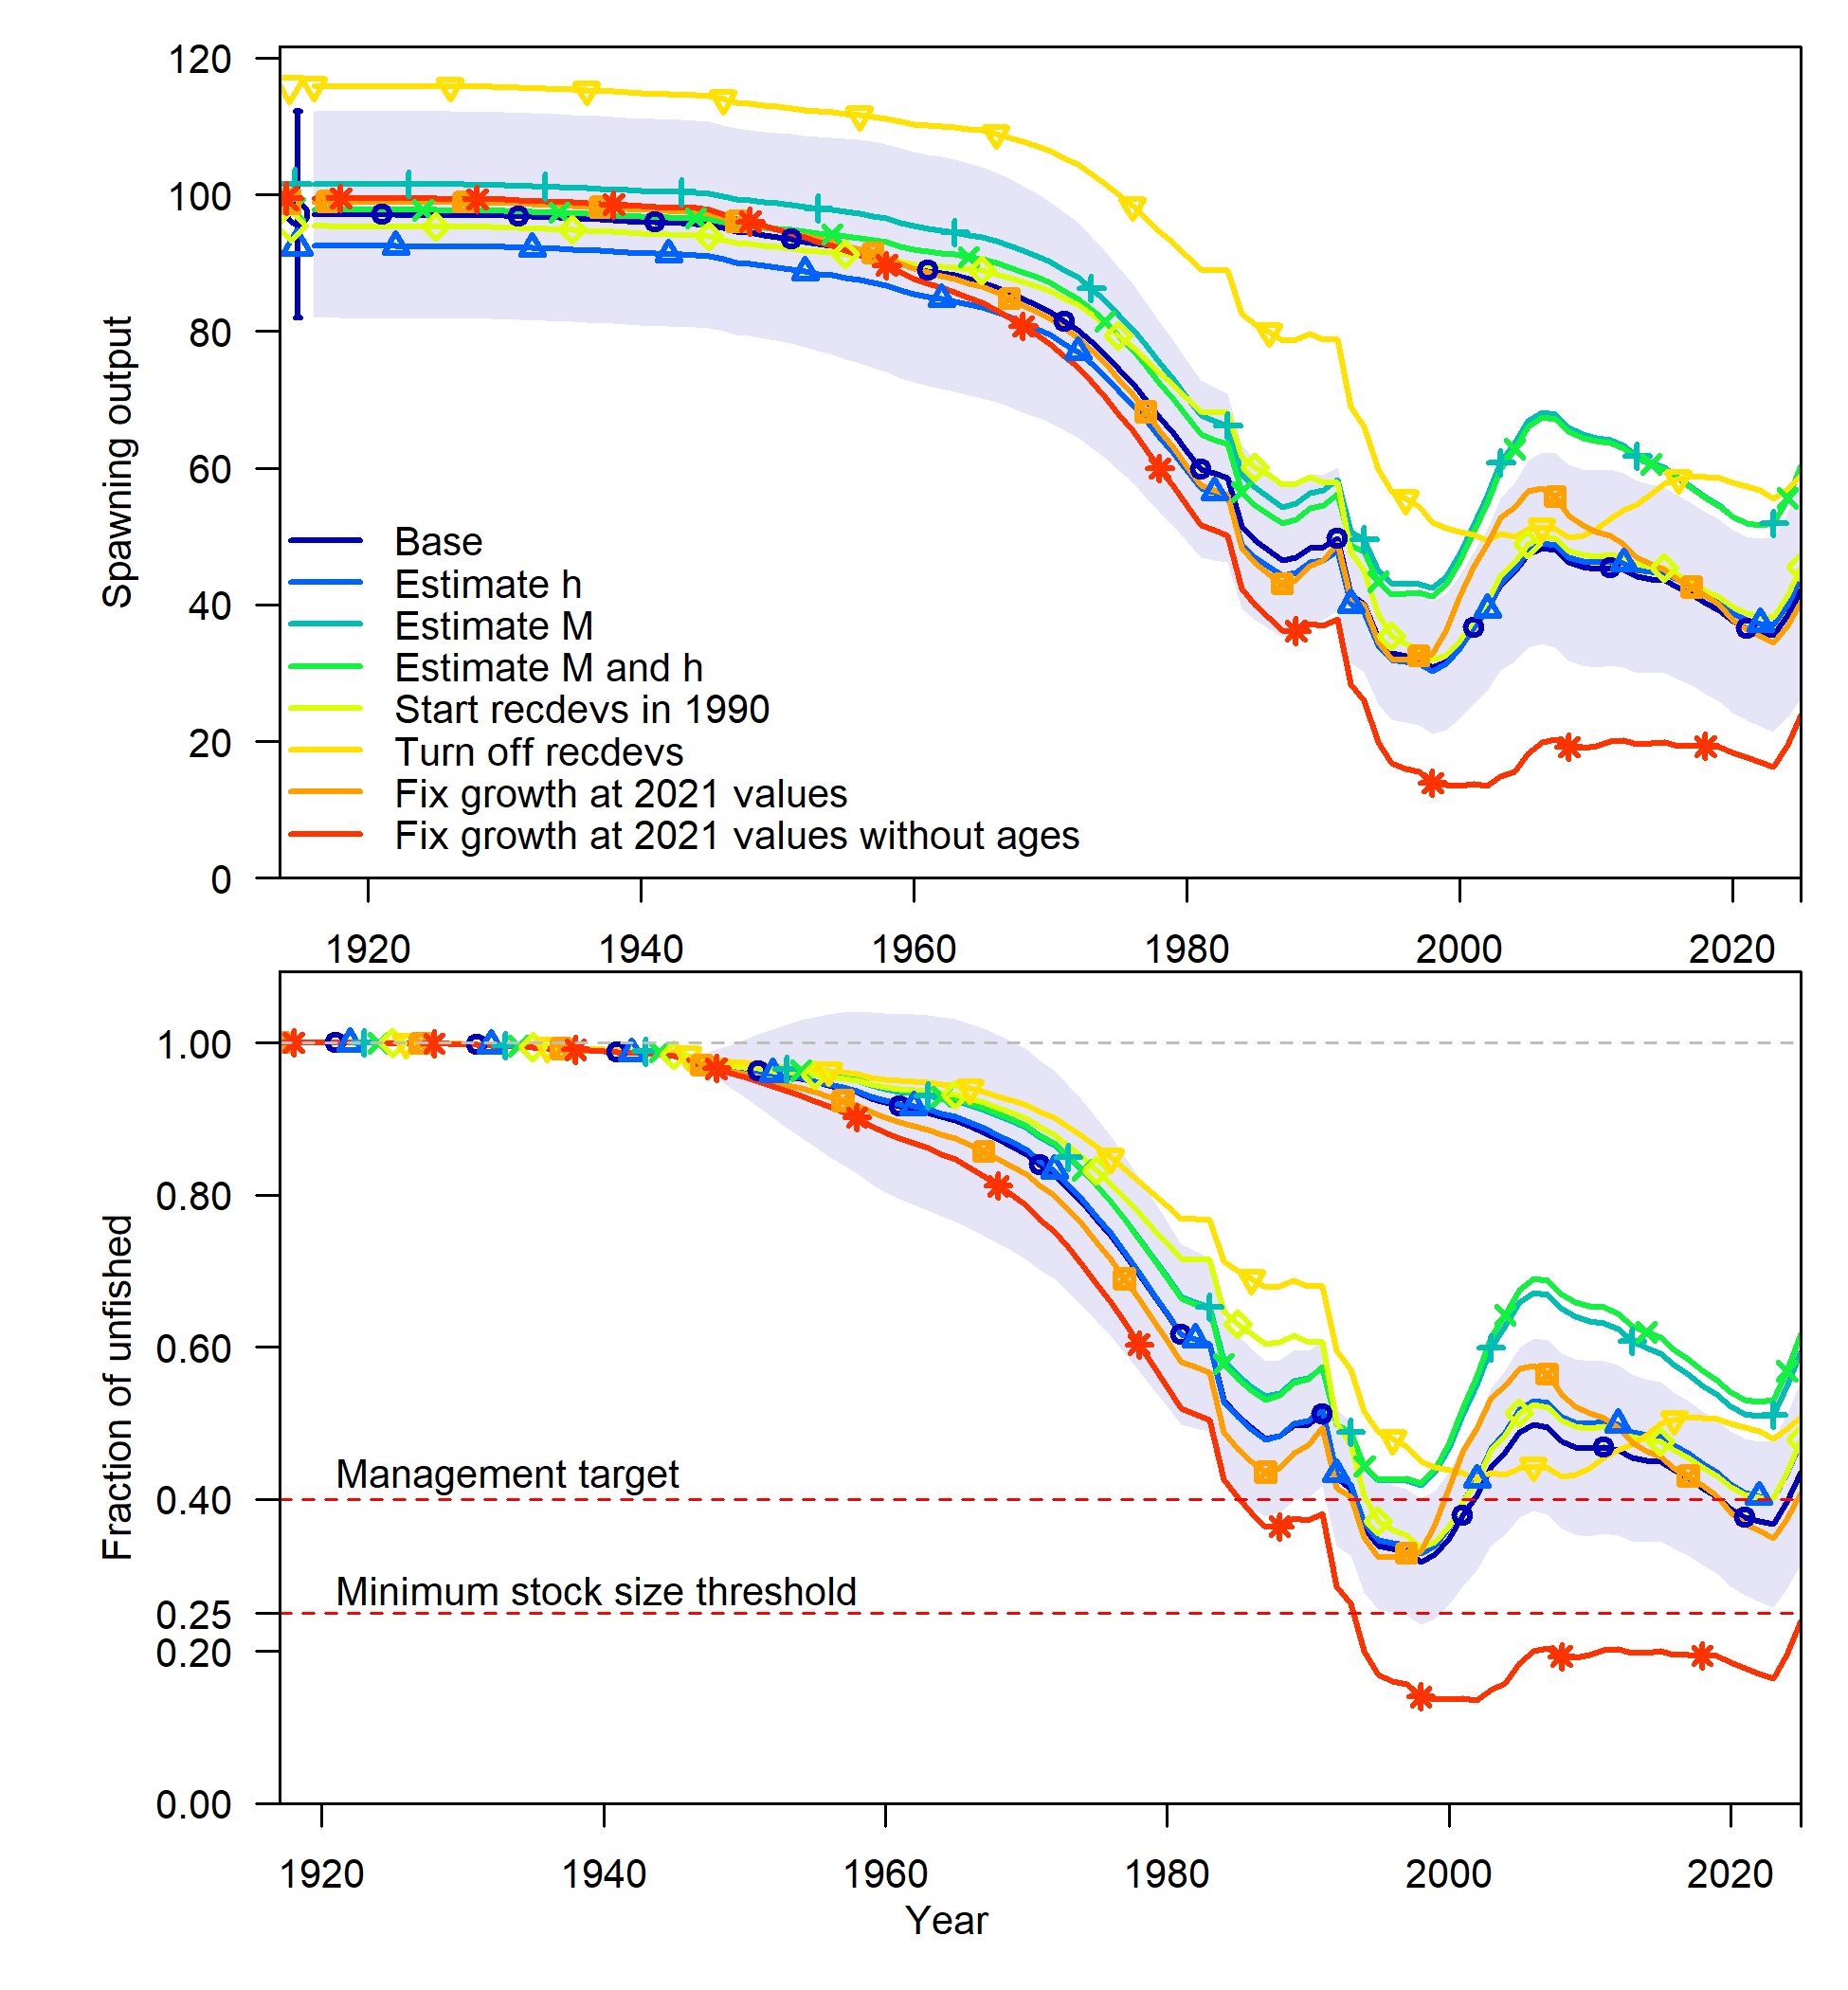 120
100
80
60
40
20
0
Spawning output
Base
Estimate h
Estimate M
Estimate M and h
Start recdevs in 1990
Turn off recdevs
Fix growth at 2021 values
Fix growth at 2021 values without ages
1920 1940 1960 1980 2000 2020
1.00
0.80
0.60
0.40
0.25
0.20
0.00
Fraction of unfished
Management target
Minimum stock size threshold
1920 1940 1960 1980 2000 2020
Year